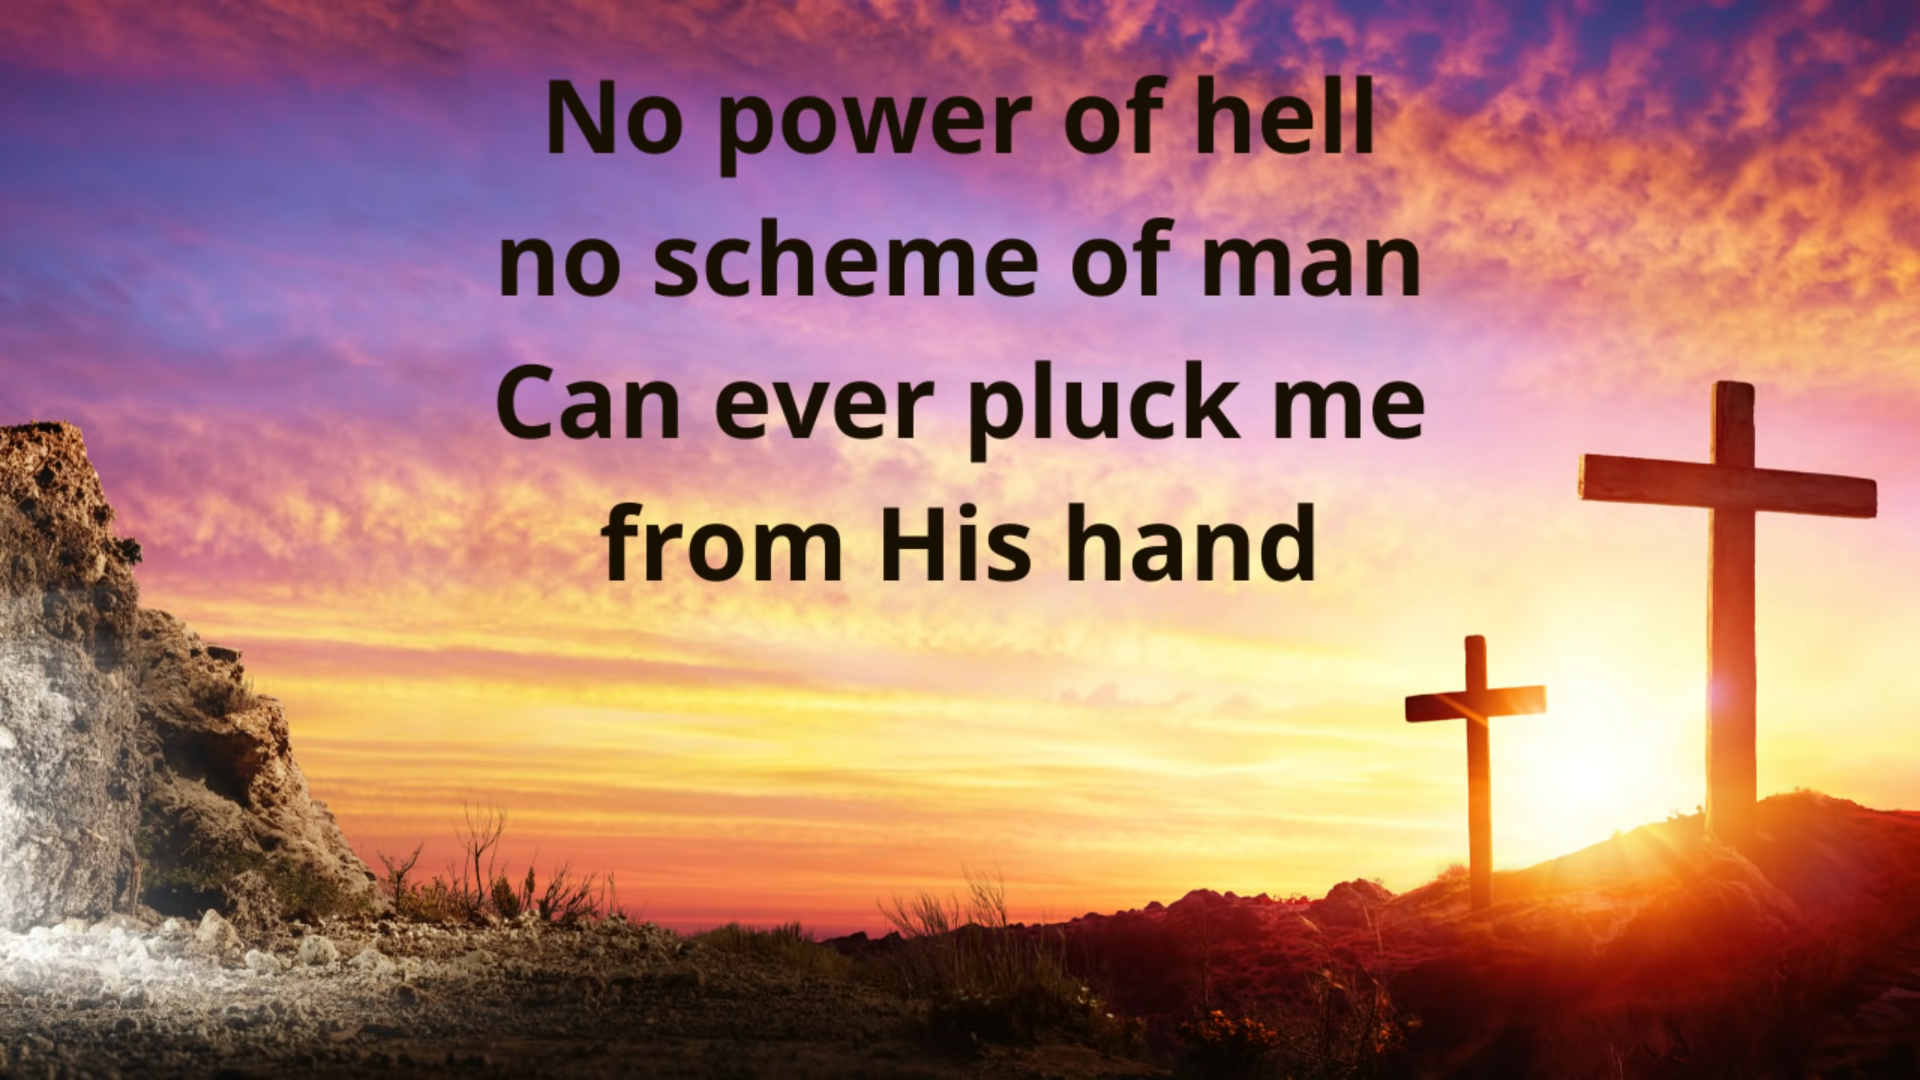 No power of hell
no scheme of man
Can ever pluck me
from His hand